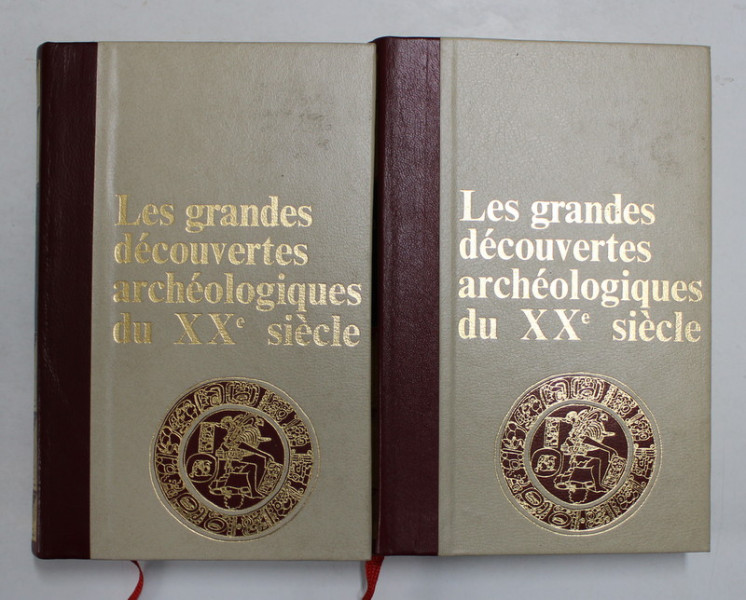 Les grandes
découvertes
archéologiques
du XXe siècle
Les grandes
découvertes
archéologiques
du XXe siècle